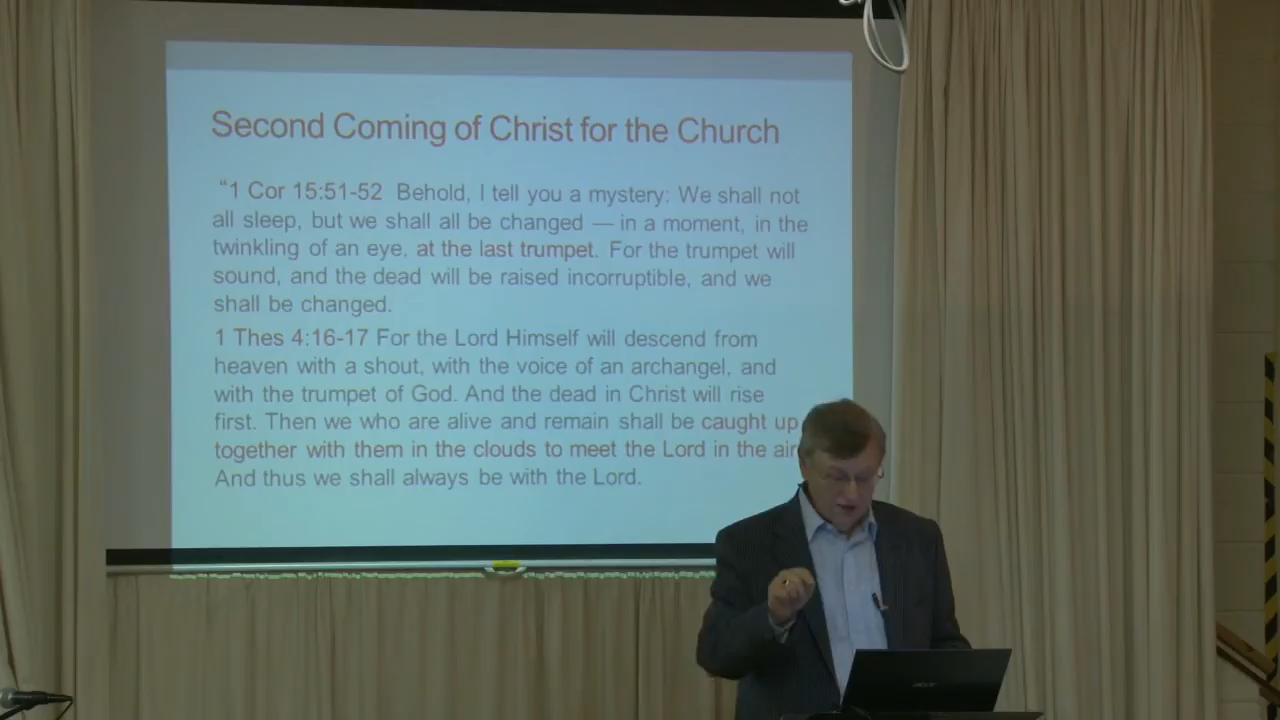 Second Coming of Christ for the Church
“1 Cor 15:51-52 Behold, I tell you a mystery: We shall not
all sleep, but we shall all be changed — in a moment, in the
twinkling of an eye, at the last trumpet. For the trumpet will
sound, and the dead will be raised incorruptible, and we
shall be changed.
1 Thes 4:16-17 For the Lord Himself will descend from
heaven with a shout, with the voice of an archangel, and
with the trumpet of God. And the dead in Christ will rise
first. Then we who are alive and remain shall be caught up
together with them in the clouds to meet the Lord in the air
And thus we shall always be with the Lord.
acer